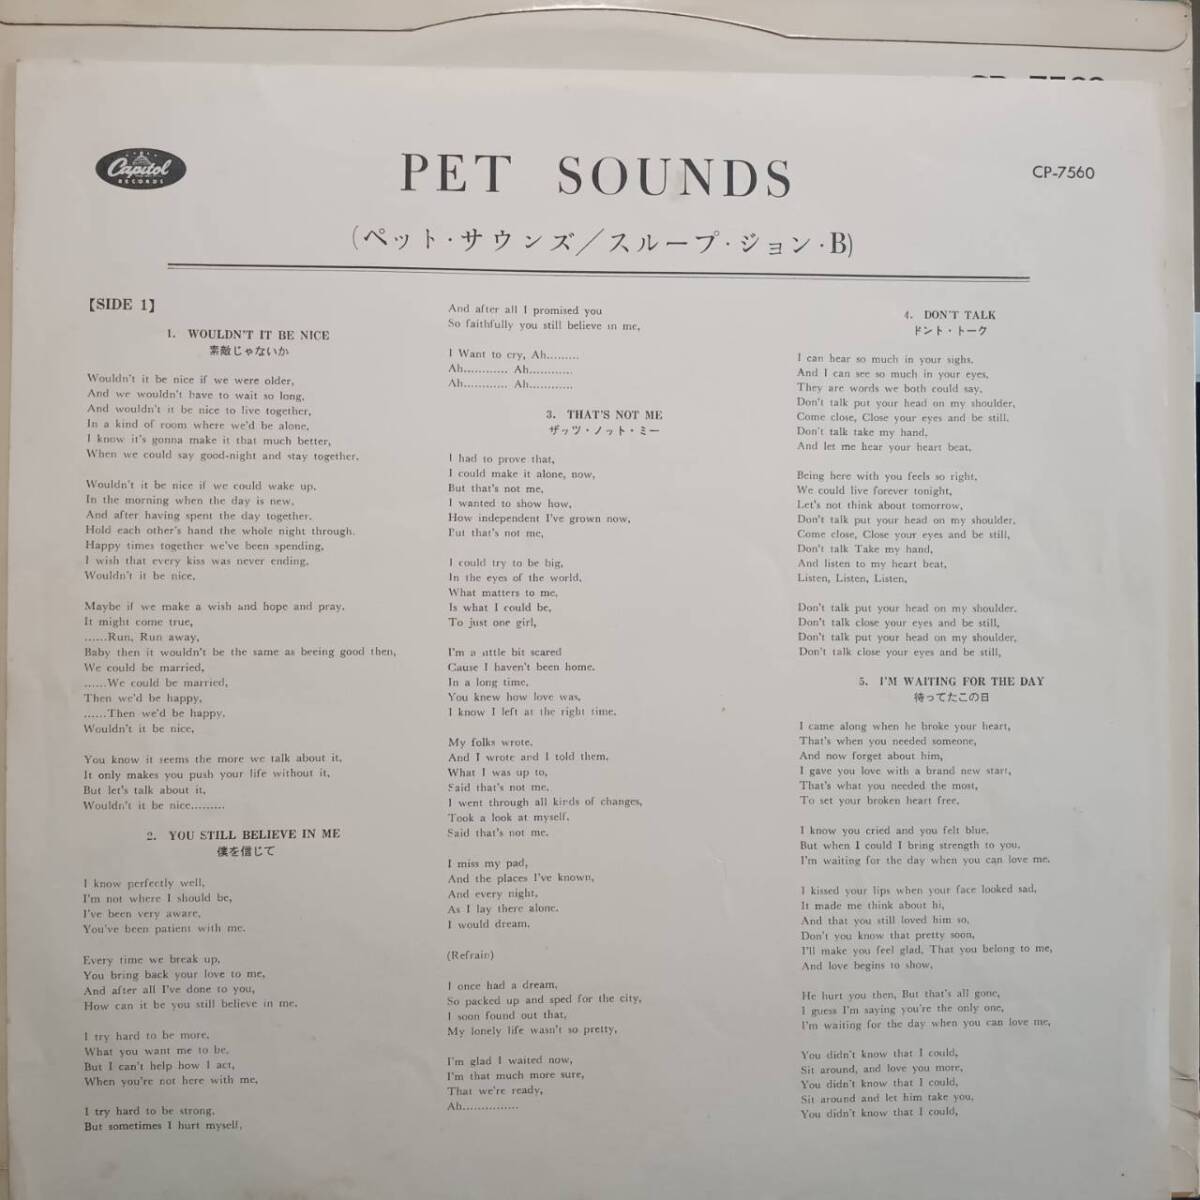 Capitol
RECORDS
PET SOUNDS
CP-7560
(ペット・サウンズ/スループ・ジョン・B)
【SIDE 1】
1. WOULDN'T IT BE NICE
素敵じゃないか
Wouldn't it be nice if we were older,
And we wouldn't have to wait so long,
And wouldn't it be nice to live together,
In a kind of room where we'd be alone,
I know it's gonna make it that much better,
When we could say good-night and stay together.
Wouldn't it be nice if we could wake up.
In the morning when the day is new,
And after having spent the day together.
Hold each other's hand the whole night through.
Happy times together we've been spending,
I wish that every kiss was never ending.
Wouldn't it be nice,
Maybe if we make a wish and hope and pray.
It might come true,
......Run, Run away,
Baby then it wouldn't be the same as beeing good then,
We could be married,
......We could be married,
Then we'd be happy,
......Then we'd be happy.
Wouldn't it be nice,
You know it seems the more we talk about it,
It only makes you push your life without it,
But let's talk about it,
Wouldn't it be nice.........
2. YOU STILL BELIEVE IN ME
僕を信じて
I know perfectly well,
I'm not where I should be,
I've been very aware,
You've been patient with me.
Every time we break up,
You bring back your love to me,
And after all I've done to you,
How can it be you still believe in me.
I try hard to be more,
What you want me to be,
But I can't help how I act,
When you're not here with me,
I try hard to be strong,
But sometimes I hurt myself,
And after all I promised you
So faithfully you still believe in me,
I Want to cry, Ah.........
Ah............ Ah............
Ah............ Ah............
3. THAT'S NOT ME
ザッツ・ノット・ミー
I had to prove that,
I could make it alone, now,
But that's not me,
I wanted to show how,
How independent I've grown now,
But that's not me,
I could try to be big,
In the eyes of the world,
What matters to me,
Is what I could be,
To just one girl,
I'm a little bit scared
Cause I haven't been home.
In a long time,
You knew how love was,
I know I left at the right time.
My folks wrote,
And I wrote and I told them,
What I was up to,
Said that's not me,
I went through all kinds of changes,
Took a look at myself,
Said that's not me.
I miss my pad,
And the places I've known,
And every night,
As I lay there alone.
I would dream.
(Refrain)
I once had a dream,
So packed up and sped for the city,
I soon found out that,
My lonely life wasn't so pretty,
I'm glad I waited now,
I'm that much more sure,
That we're ready,
Ah...............
4. DON'T TALK
ドント・トーク
I can hear so much in your sighs.
And I can see so much in your eyes,
They are words we both could say.
Don't talk put your head on my shoulder,
Come close, Close your eyes and be still.
Don't talk take my hand,
And let me hear your heart beat,
Being here with you feels so right,
We could live forever tonight,
Let's not think about tomorrow,
Don't talk put your head on my shoulder.
Come close, Close your eyes and be still,
Don't talk Take my hand,
And listen to my heart beat,
Listen, Listen, Listen,
Don't talk put your head on my shoulder.
Don't talk close your eyes and be still,
Don't talk put your head on my shoulder,
Don't talk close your eyes and be still,
5. I'M WAITING FOR THE DAY
待ってたこの日
I came along when he broke your heart,
That's when you needed someone,
And now forget about him,
I gave you love with a brand new start,
That's what you needed the most,
To set your broken heart free.
I know you cried and you felt blue,
But when I could I bring strength to you,
I'm waiting for the day when you can love me.
I kissed your lips when your face looked sad,
It made me think about hi,
And that you still loved him so,
Don't you know that pretty soon,
I'll make you feel glad, That you belong to me,
And love begins to show,
He hurt you then, But that's all gone,
I guess I'm saying you're the only one,
I'm waiting for the day when you can love me,
You didn't know that I could,
Sit around, and love you more,
You didn't know that I could,
Sit around and let him take you,
You didn't know that I could,